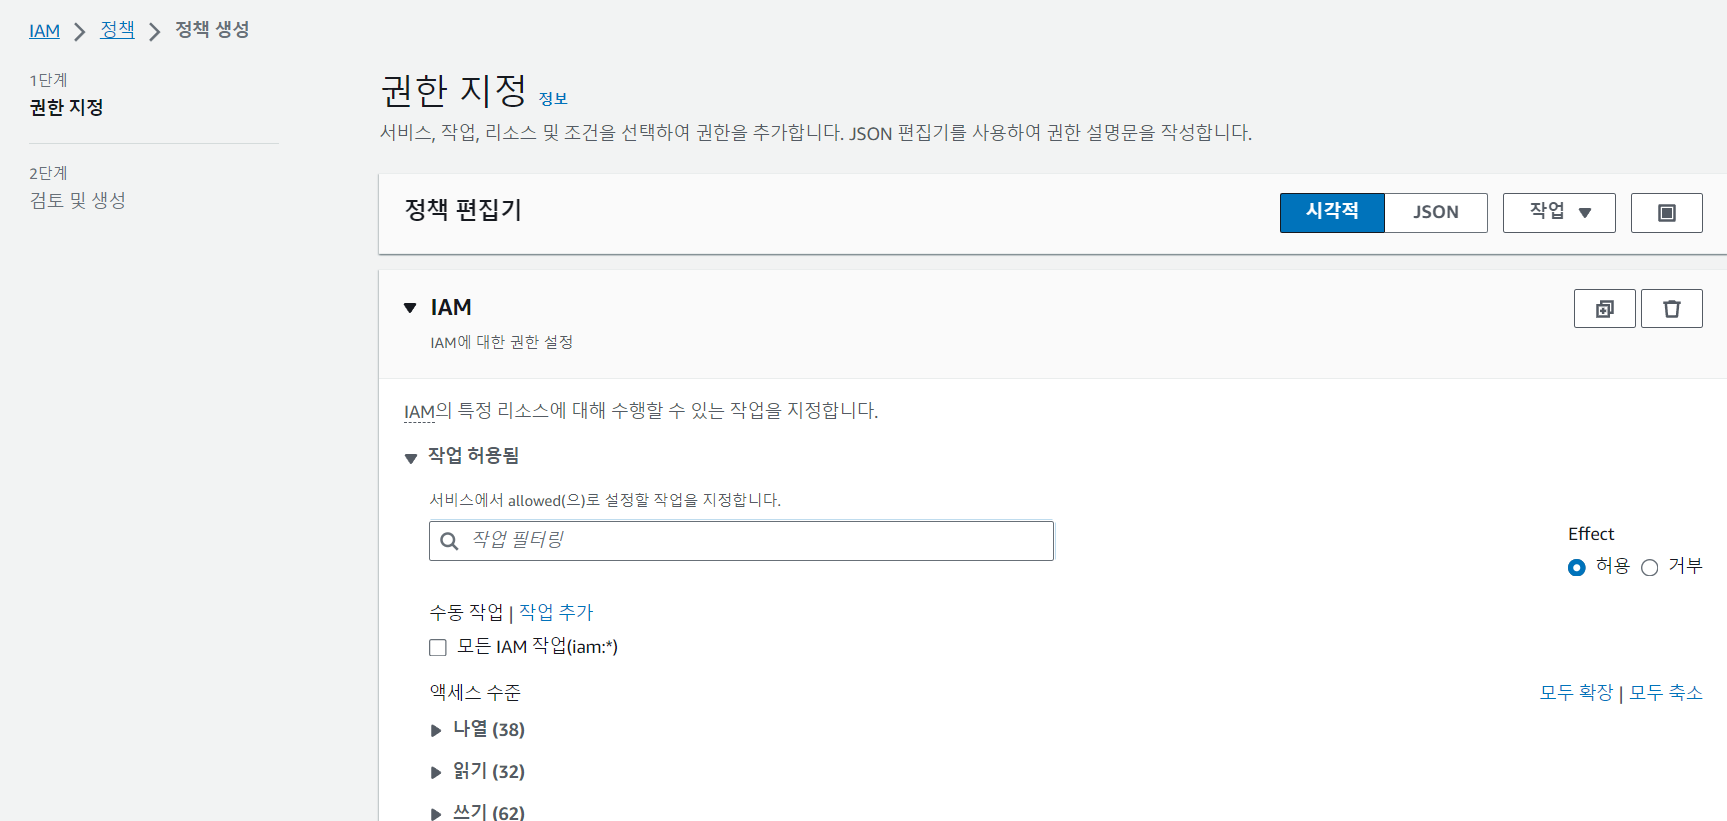 IAM > 정책 > 정책 생성
1단계
권한 지정
2단계
검토 및 생성
권한 지정 정보
서비스, 작업, 리소스 및 조건을 선택하여 권한을 추가합니다. JSON 편집기를 사용하여 권한 설명문을 작성합니다.
정책 편집기
시각적 JSON 작업
IAM
IAM에 대한 권한 설정
IAM의 특정 리소스에 대해 수행할 수 있는 작업을 지정합니다.
작업 허용됨
서비스에서 allowed(으)로 설정할 작업을 지정합니다.
작업 필터링
Effect
허용 거부
수동 작업 | 작업 추가
모든 IAM 작업(iam:*)
액세스 수준
모두 확장 | 모두 축소
나열 (38)
읽기 (32)
쓰기 (62)